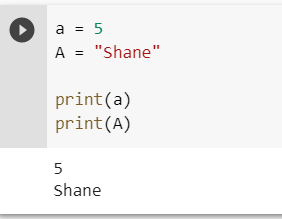 a = 5
A = "Shane"
print(a)
print(A)
5
Shane